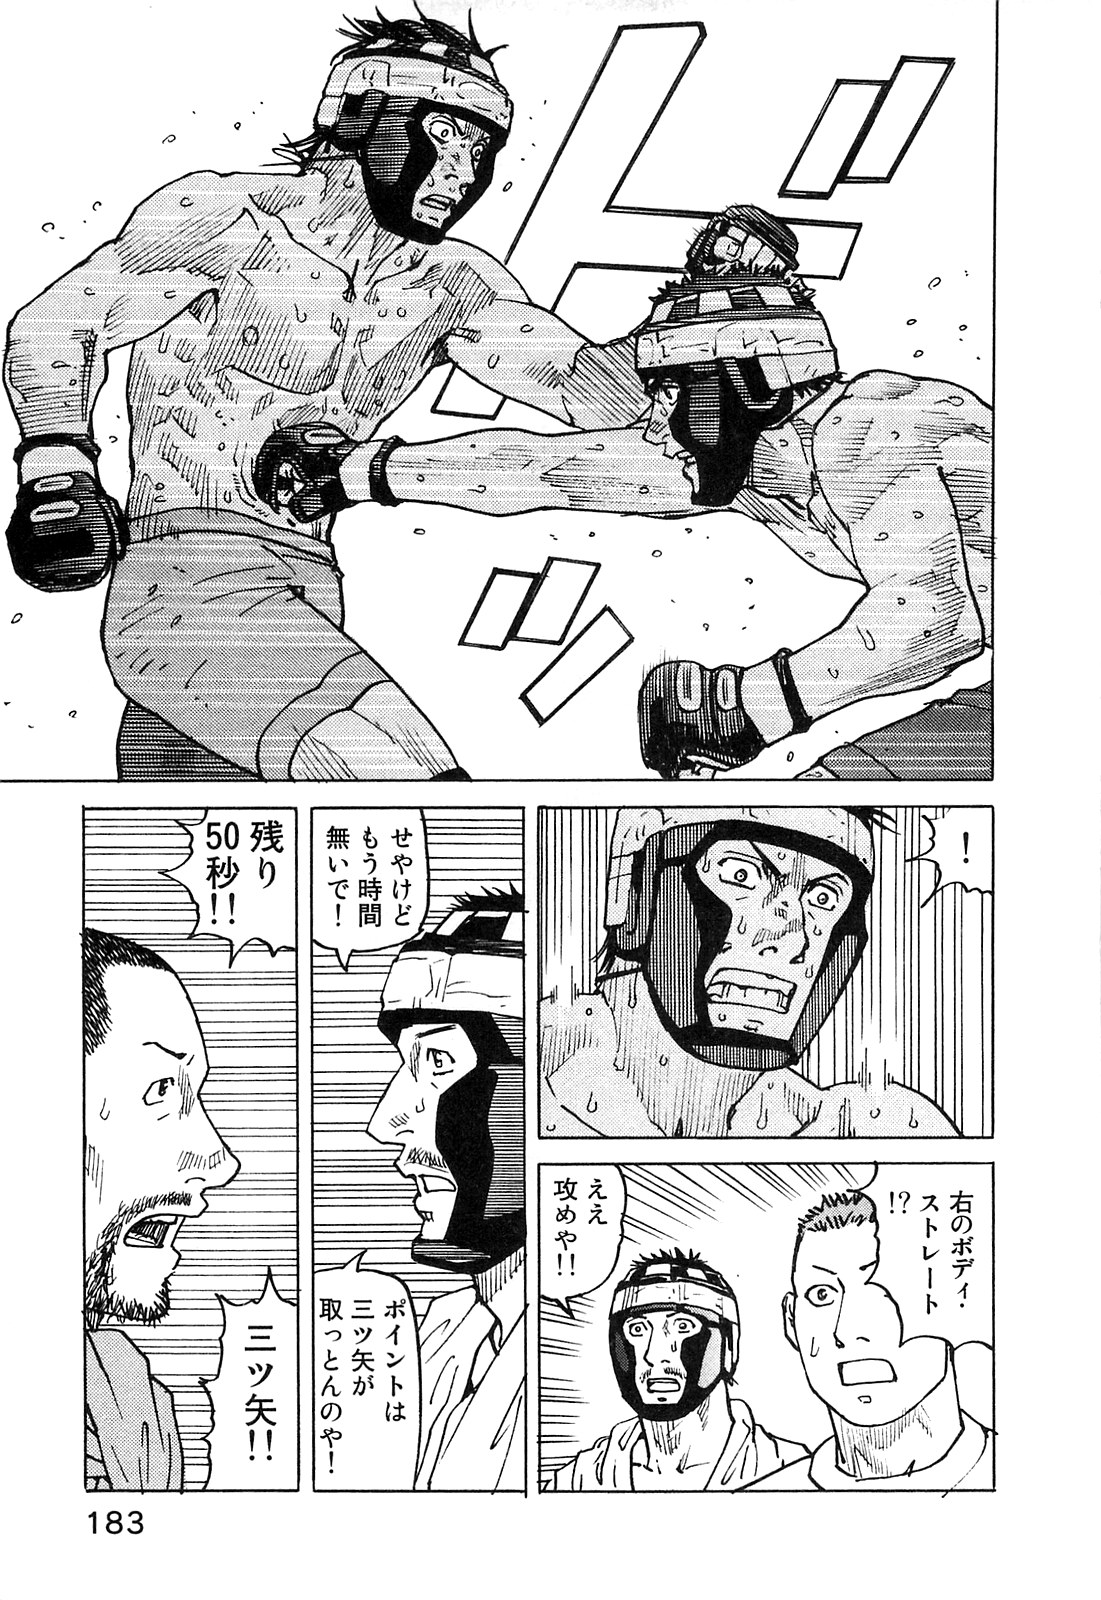 ドッ
！
右のボディ・
ストレート
！？
ええ
攻めや！！
せやけど
もう時間
無いで！
ポイントは
三ツ矢が
取っとんのや！
残り
50秒！！
三ツ矢！！
183